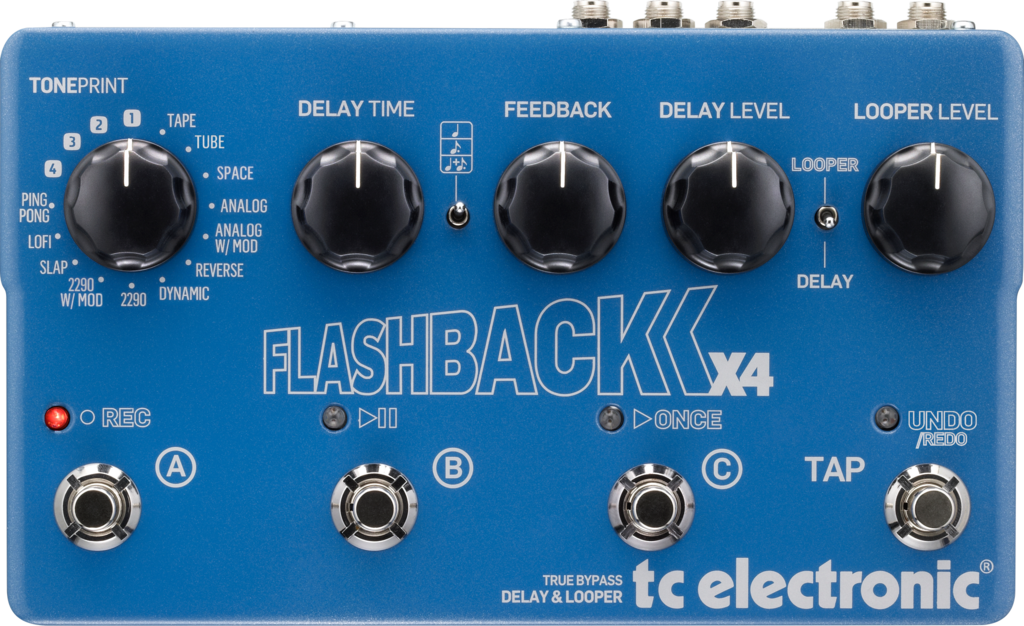 TONEPRINT
1
2
3
4
TAPE
TUBE
SPACE
ANALOG
ANALOG
W/ MOD
REVERSE
DYNAMIC
2290
2290
W/ MOD
SLAP
LOFI
PING
PONG
DELAY TIME
FEEDBACK
DELAY LEVEL
LOOPER LEVEL
LOOPER
DELAY
FLASHBACK X4
REC
ONCE
UNDO
/REDO
A
B
C
TAP
TRUE BYPASS
DELAY & LOOPER
tc electronic®